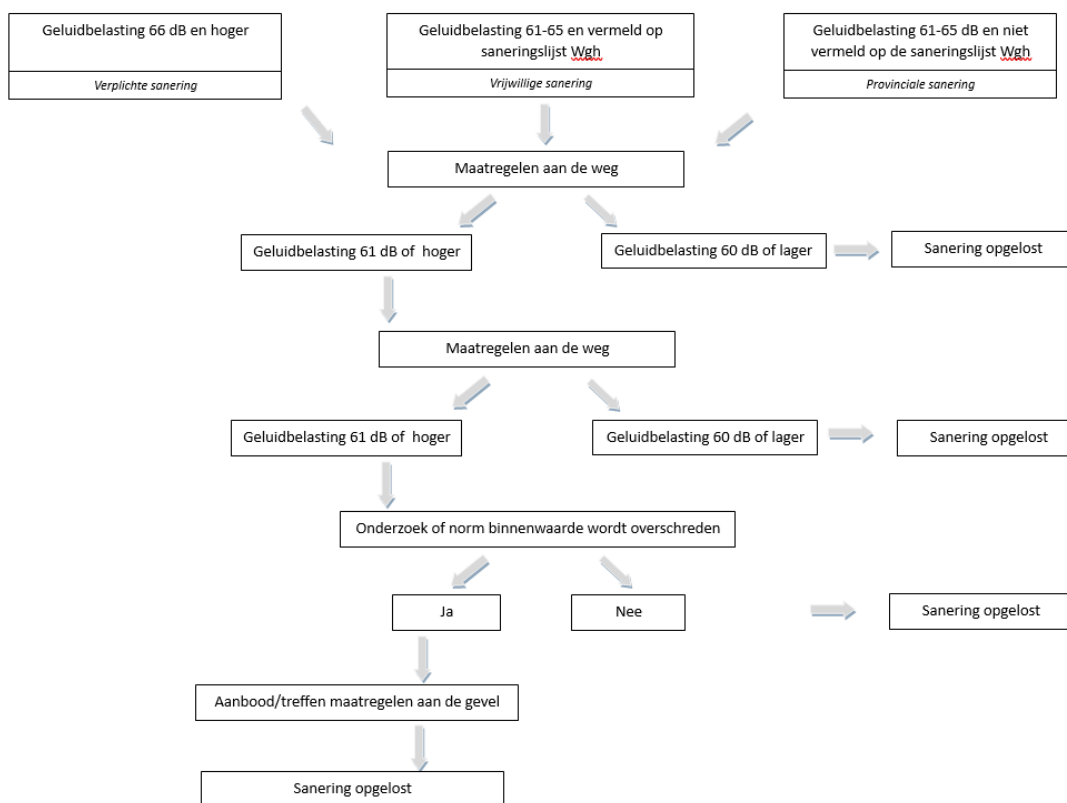 Geluidbelasting 66 dB en hoger
Verplichte sanering
Geluidbelasting 61-65 en vermeld op
saneringslijst Wgh
Vrijwillige sanering
Geluidbelasting 61-65 dB en niet
vermeld op de saneringslijst Wgh
Provinciale sanering
Maatregelen aan de weg
Geluidbelasting 61 dB of hoger
Geluidbelasting 60 dB of lager
Sanering opgelost
Maatregelen aan de weg
Geluidbelasting 61 dB of hoger
Geluidbelasting 60 dB of lager
Sanering opgelost
Onderzoek of norm binnenwaarde wordt overschreden
Ja
Nee
Sanering opgelost
Aanbood/treffen maatregelen aan de gevel
Sanering opgelost